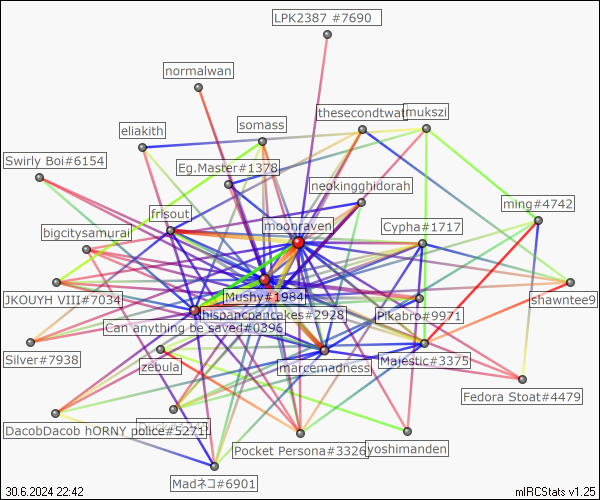 LPK2387 #7690
normalwan
thesecondtwain
mukszi
somass
eliakith
Swirly Boi#6154
Eg.Master#1378
neokingghidorah
ming#4742
frisout
moonraven
Cypha#1717
bigcitysamurai
JKOUYH VIII#7034
Mushy#1984
shawntee9
hispancpancakes#2928
Pikabro#9971
Can anything be saved#0396
Silver#7938
zebula
marcemadness
Majestic#3375
Fedora Stoat#4479
DacobDacob hORNY police#5271
Pocket Persona#3326
yoshimanden
Madネコ#6901
30.6.2024 22:42
mIRCStats v1.25